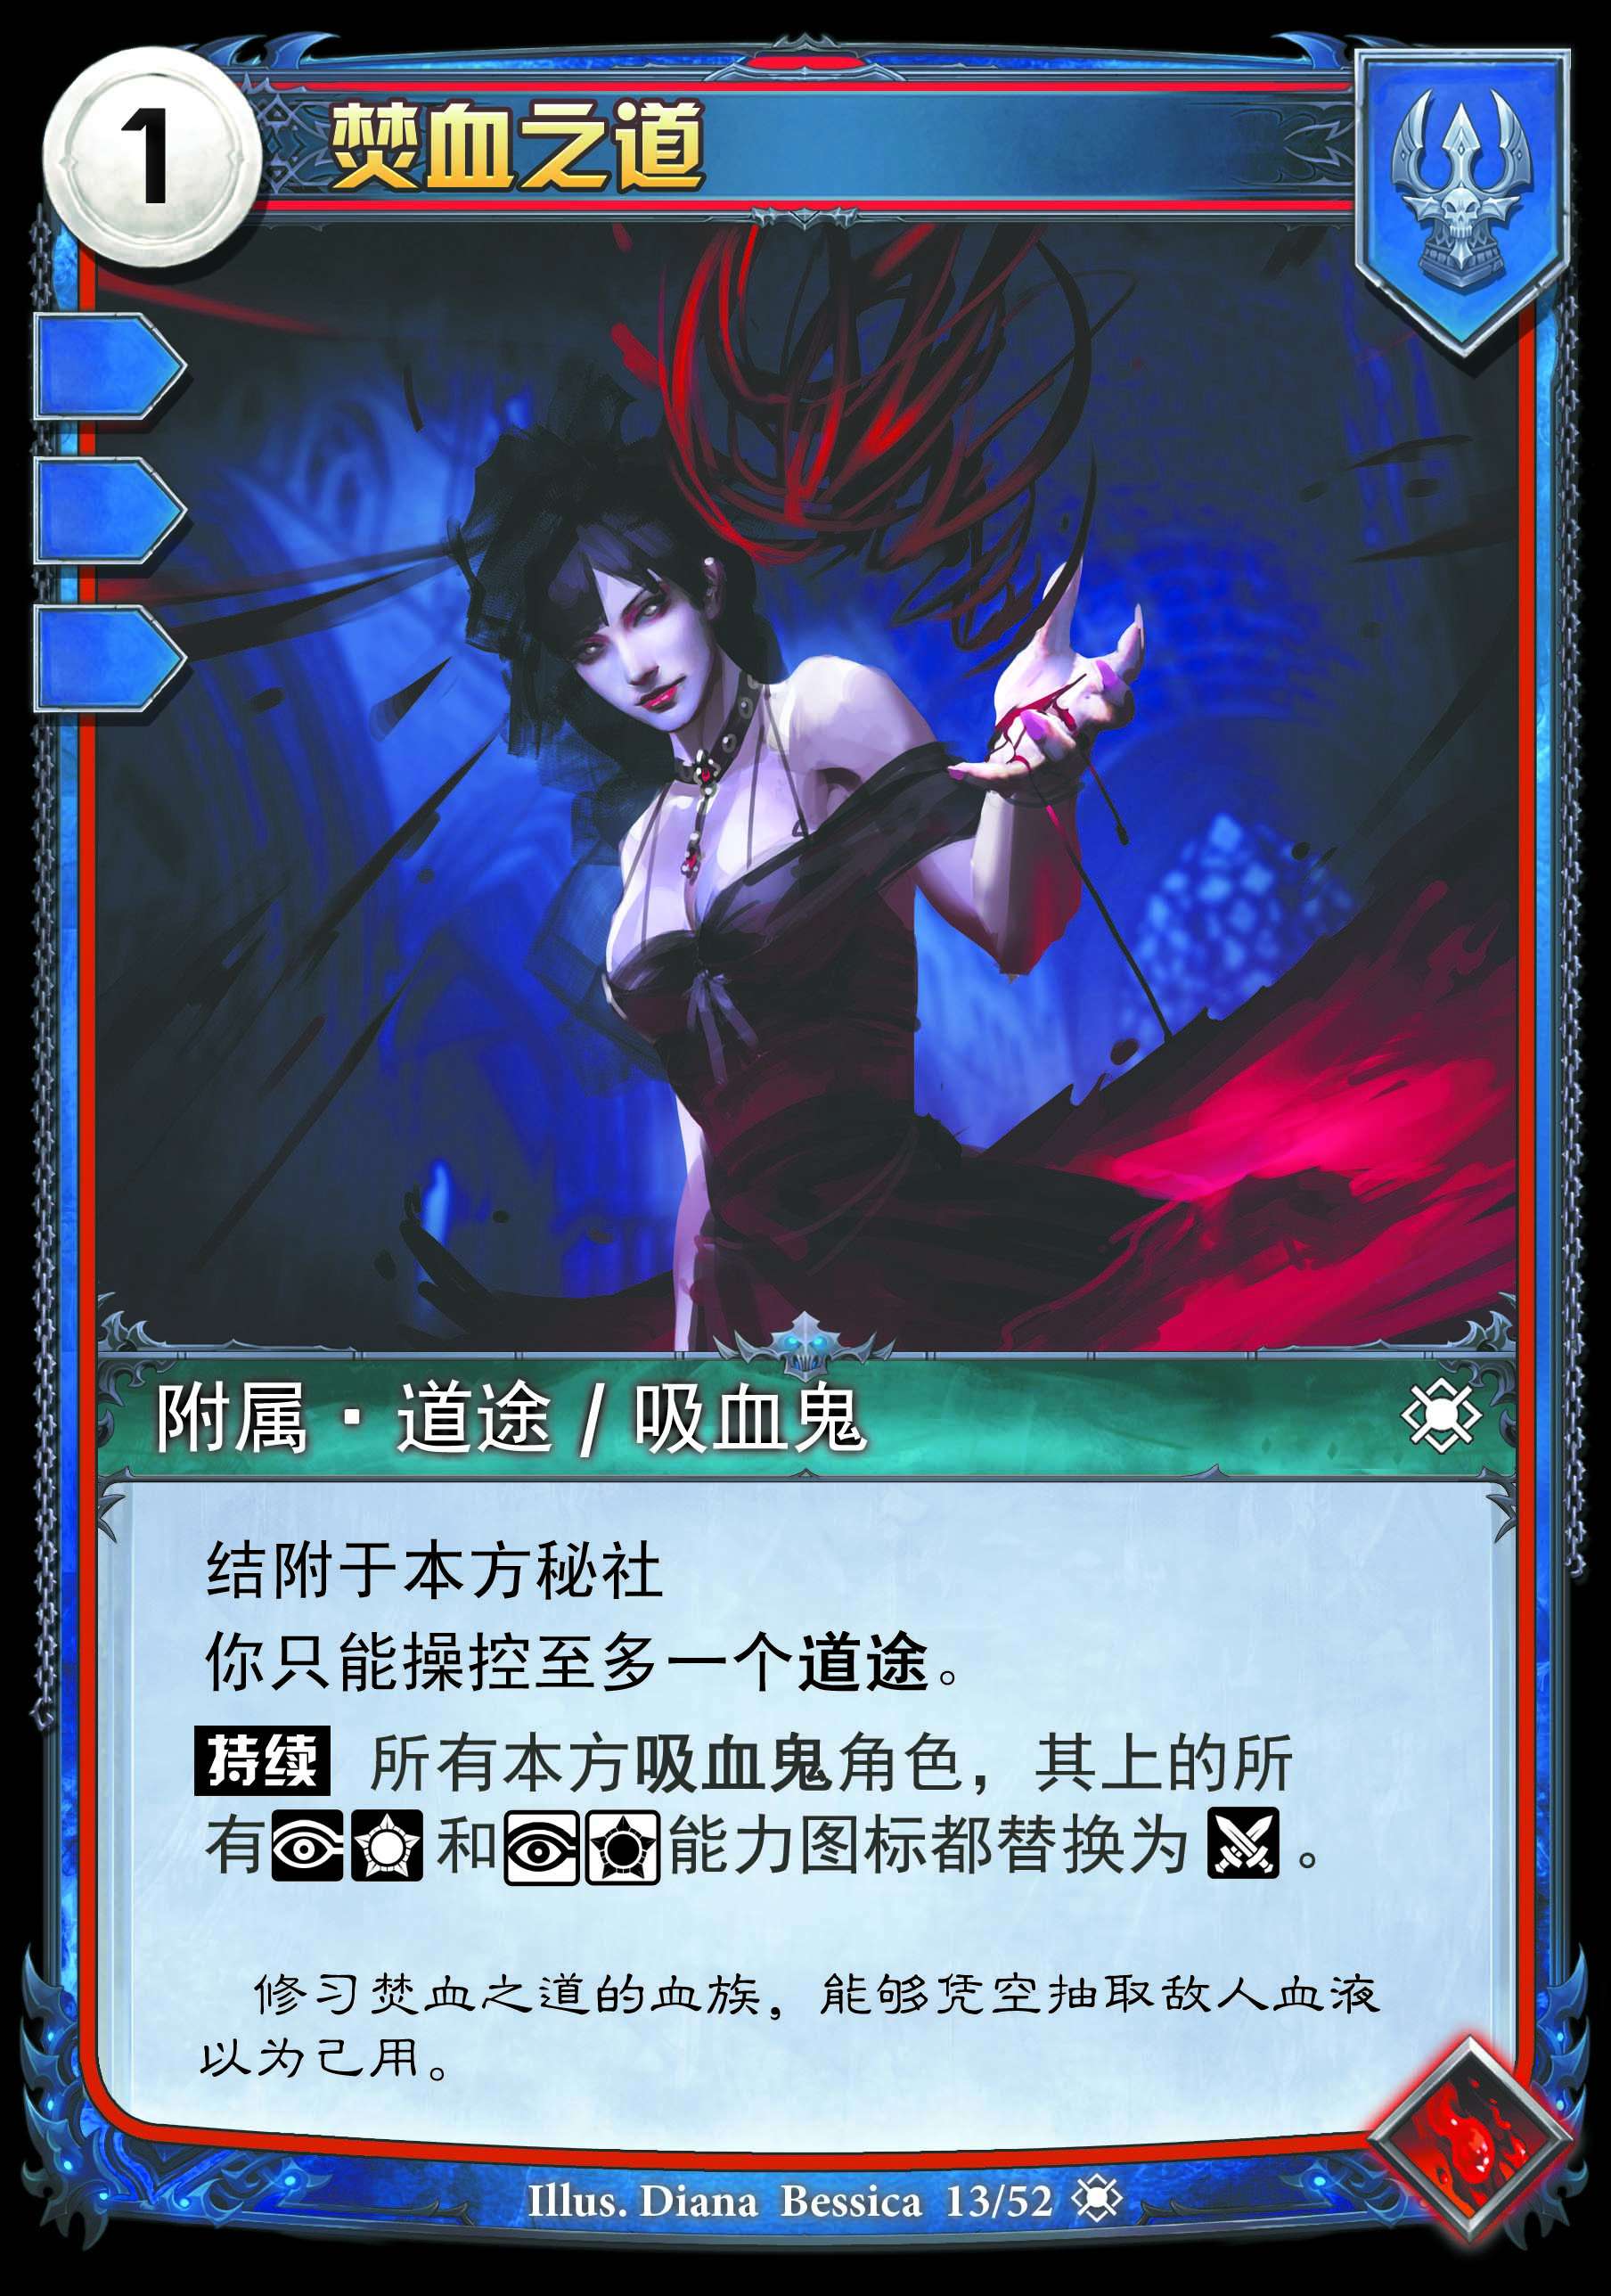 1
焚血之道
附属·道途 / 吸血鬼
结附于本方秘社
你只能操控至多一个道途。
持续 所有本方吸血鬼角色，其上的所
有 和 能力图标都替换为 。
修习焚血之道的血族，能够凭空抽取敌人血液
以为己用。
Illus. Diana Bessica 13/52